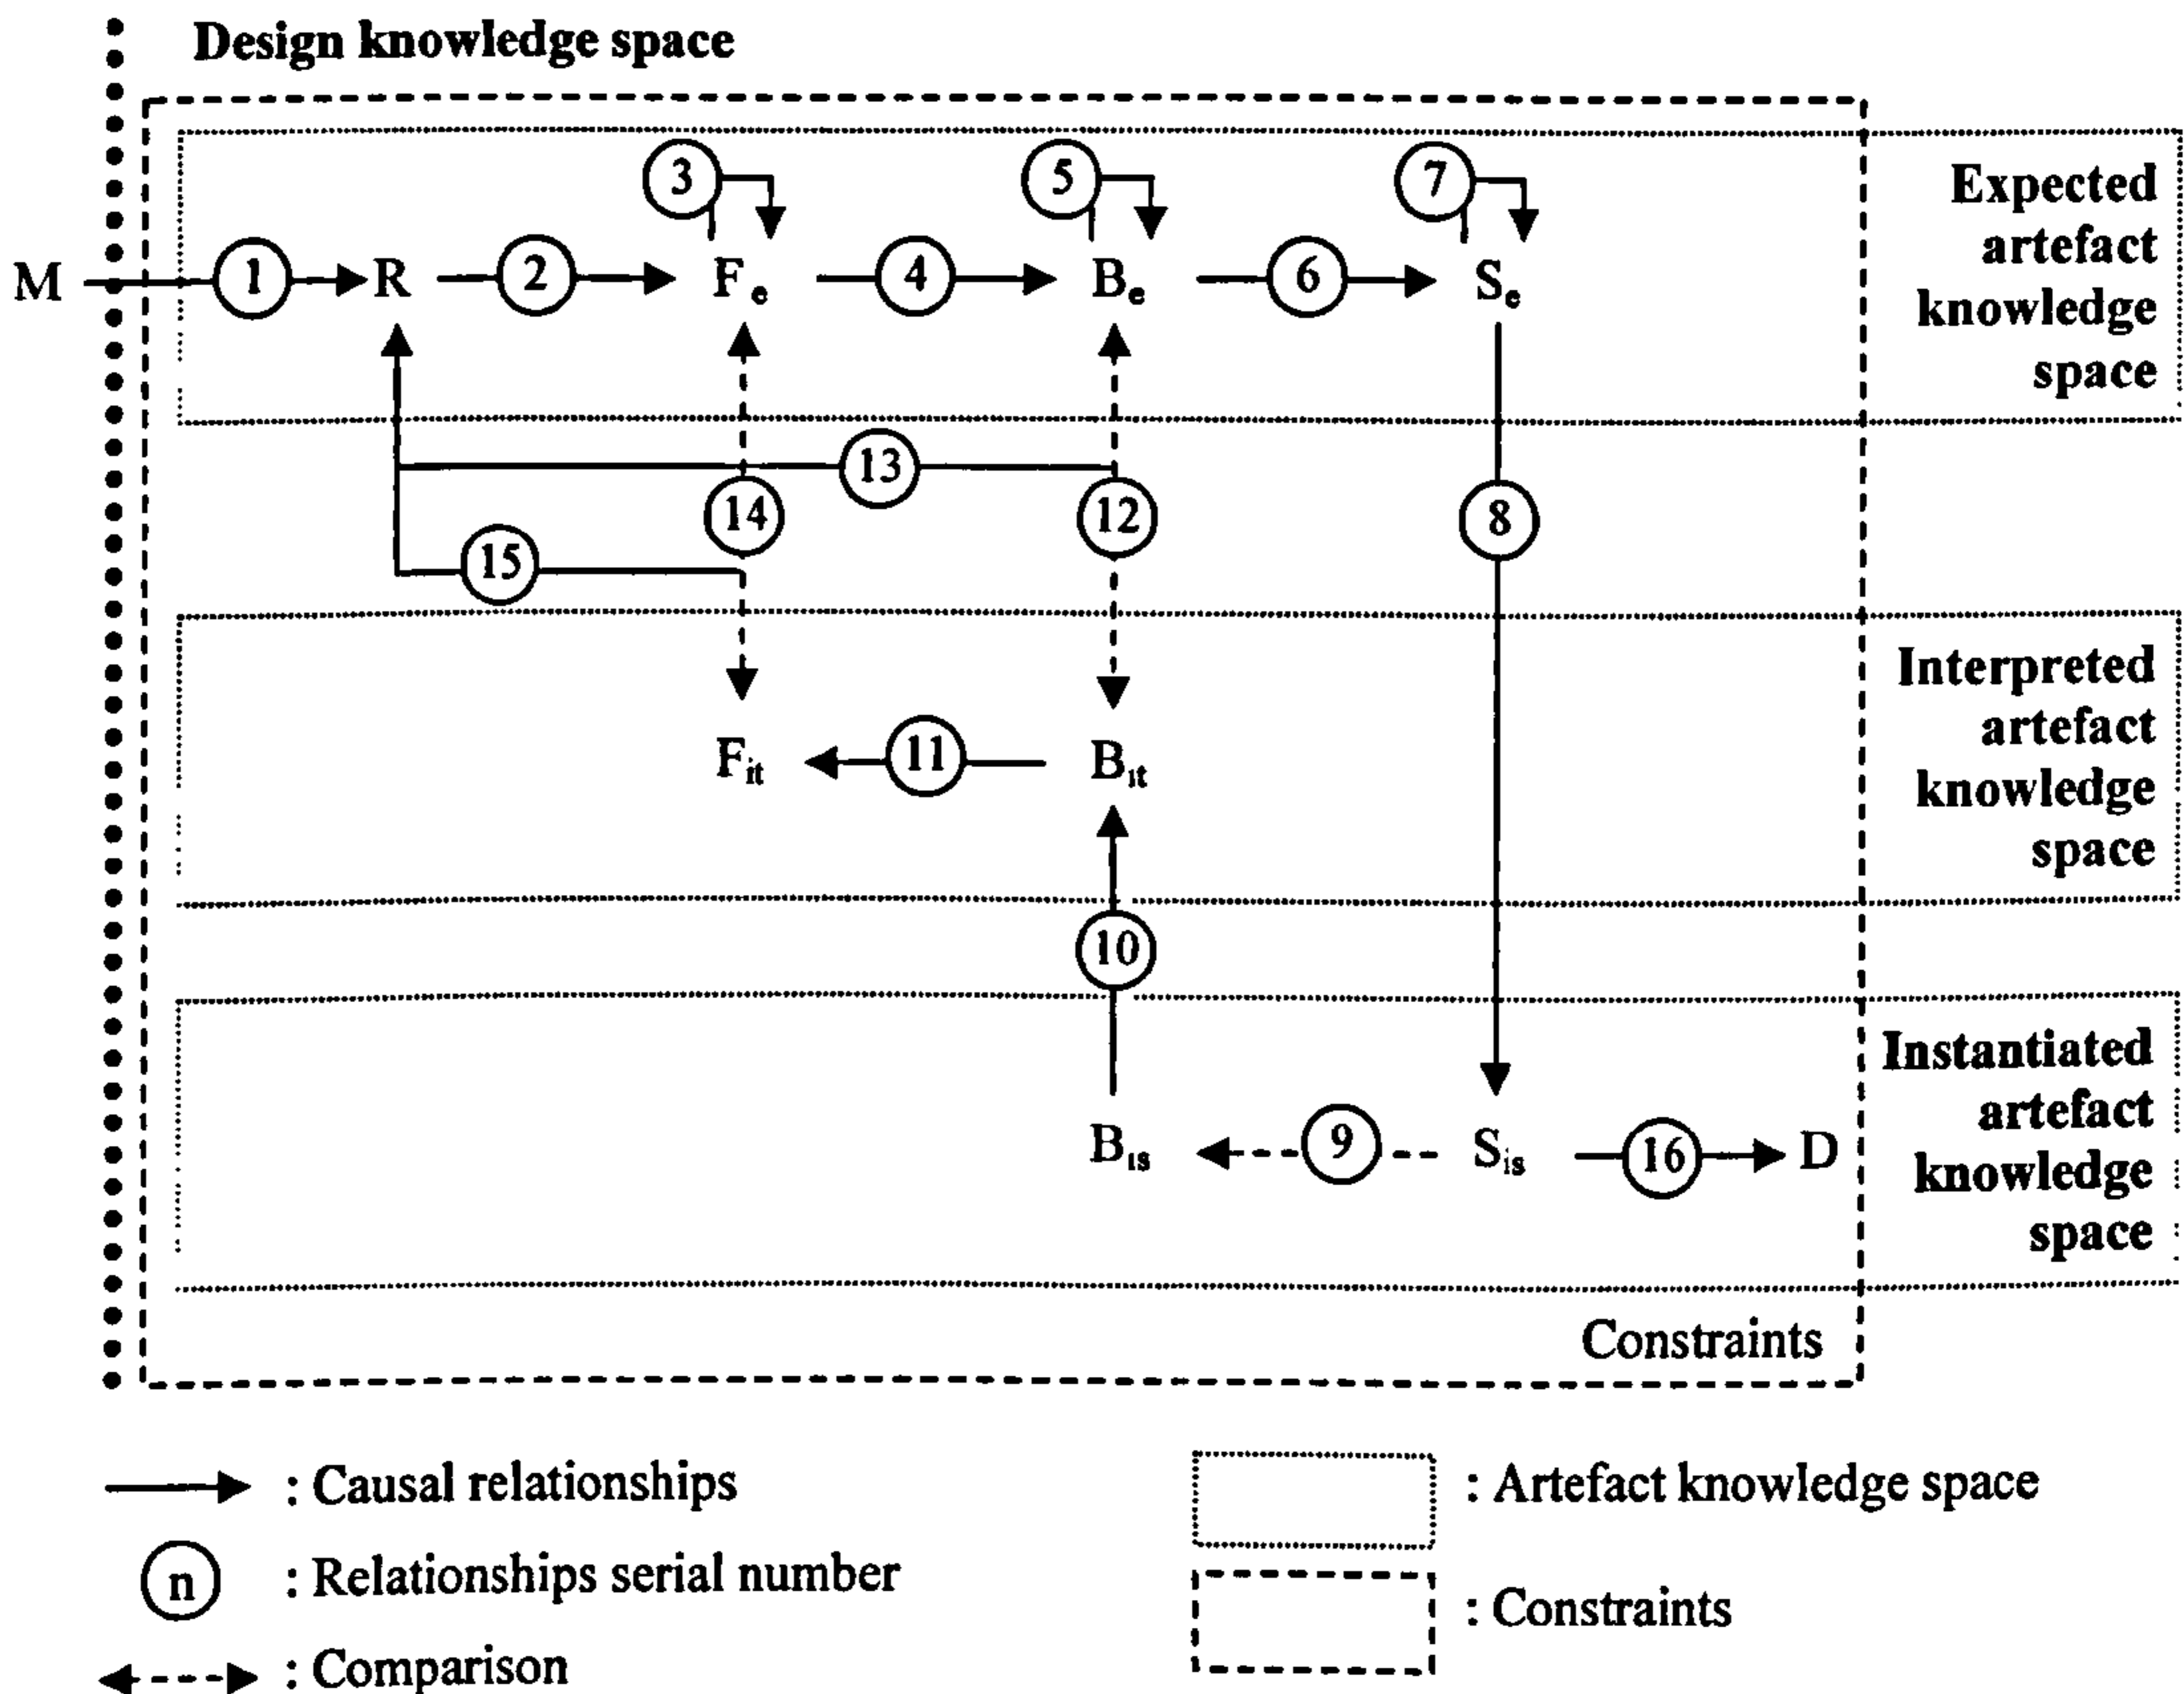 Design knowledge space
3 5 7
Expected
artefact
knowledge
space
M 1 R 2 Fe 4 Be 6 Se
13
14 12 8
15
Interpreted
artefact
knowledge
space
Fit 11 Bit
10
Instantiated
artefact
knowledge
space
Bis 9 Sis 16 D
Constraints
: Causal relationships
n : Relationships serial number
: Comparison
: Artefact knowledge space
: Constraints